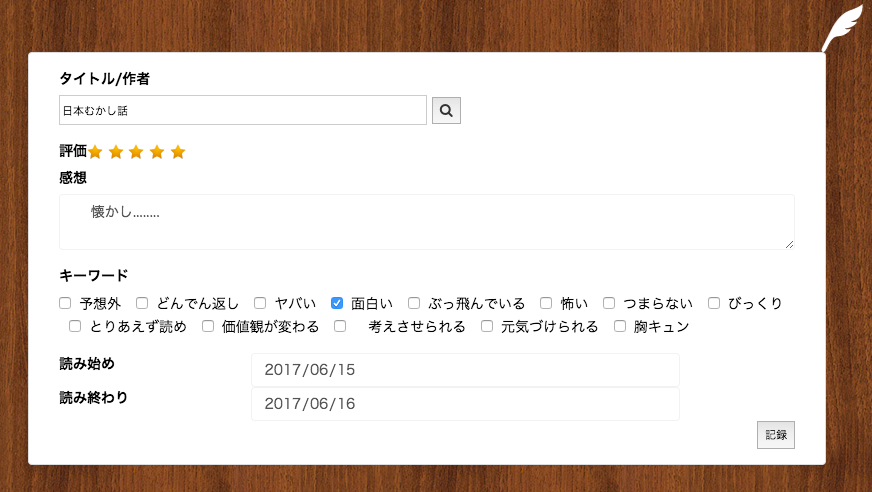 タイトル/作者
日本むかし話
評価
感想
懐かし........
キーワード
予想外 どんでん返し ヤバい 面白い ぶっ飛んでいる 怖い つまらない びっくり
とりあえず読め 価値観が変わる 考えさせられる 元気づけられる 胸キュン
読み始め 2017/06/15
読み終わり 2017/06/16
記録